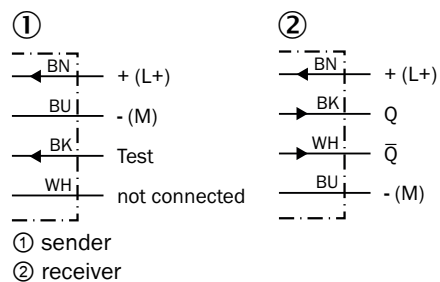 ① ②
BN + (L+)
BU - (M)
BK Test
WH not connected
BN + (L+)
BK Q
WH Q̅
BU - (M)
① sender
② receiver